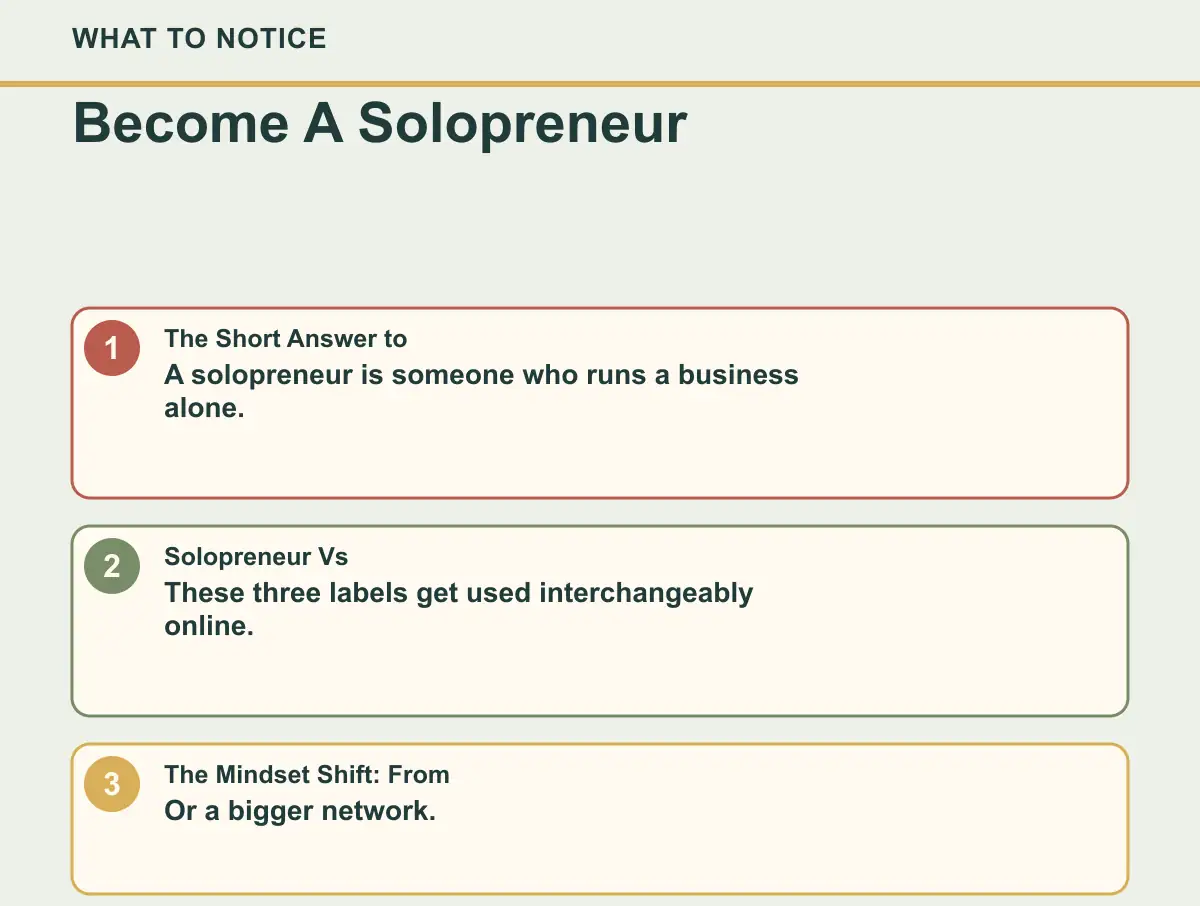 WHAT TO NOTICE
Become A Solopreneur
1
The Short Answer to
A solopreneur is someone who runs a business
alone.
2
Solopreneur Vs
These three labels get used interchangeably
online.
3
The Mindset Shift: From
Or a bigger network.